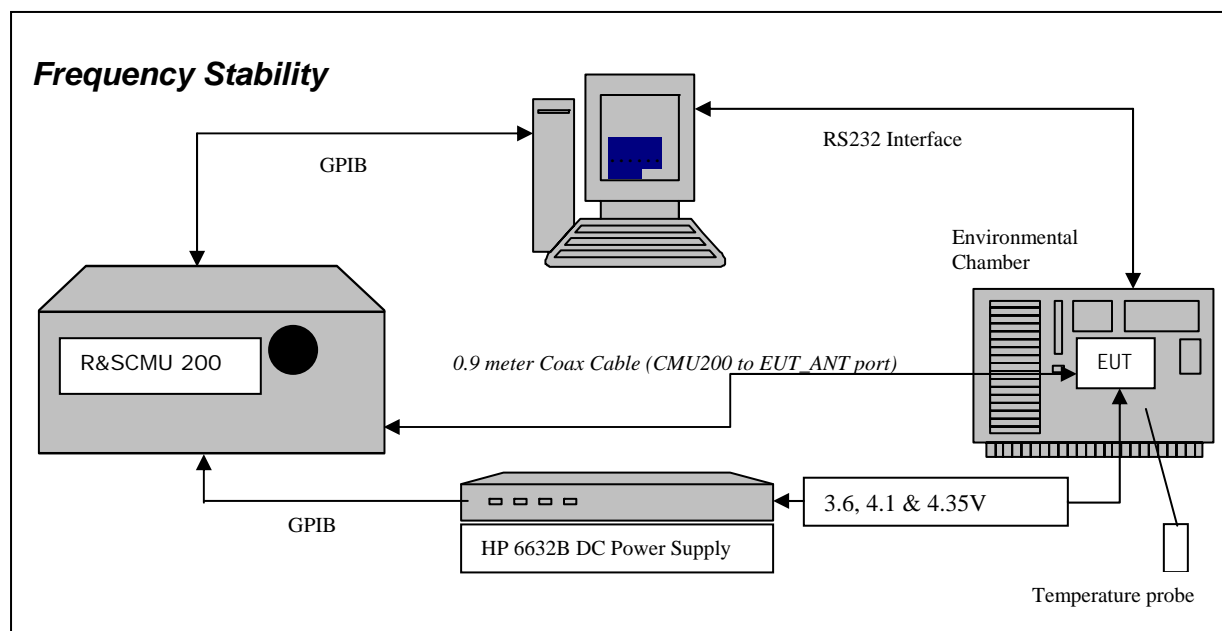 Frequency Stability
GPIB
RS232 Interface
Environmental
Chamber
R&SCMU 200
0.9 meter Coax Cable (CMU200 to EUT_ANT port)
EUT
GPIB
3.6, 4.1 & 4.35V
HP 6632B DC Power Supply
Temperature probe